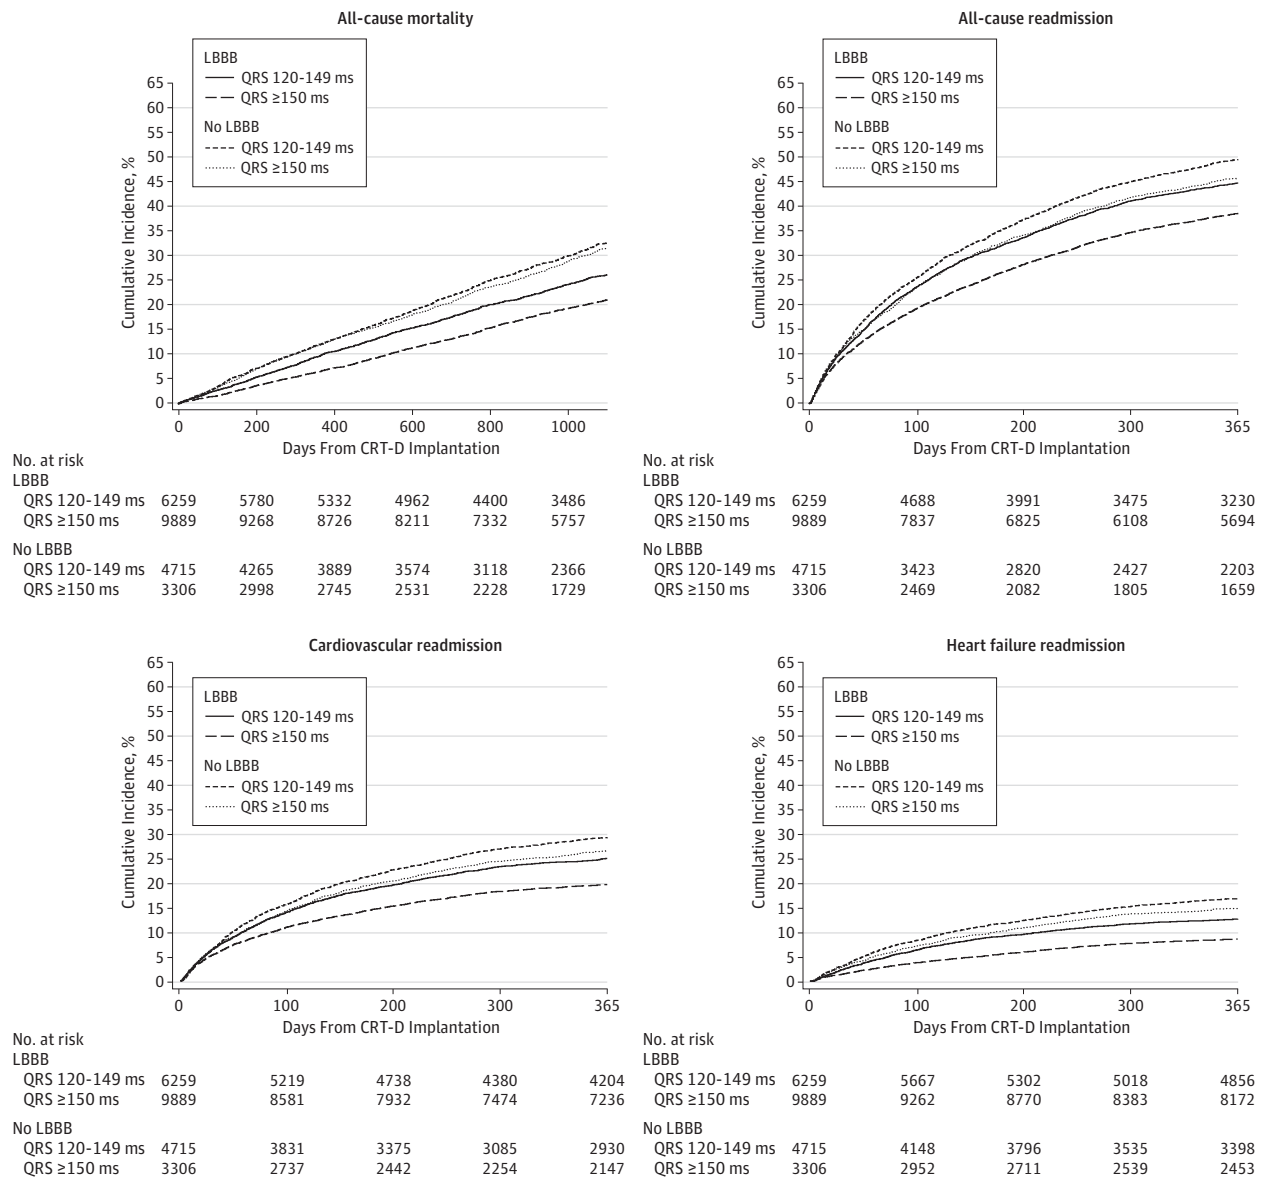 All-cause mortality
LBBB
QRS 120-149 ms
QRS ≥150 ms
No LBBB
QRS 120-149 ms
QRS ≥150 ms
65
60
55
50
45
40
35
30
25
20
15
10
5
0
Cumulative Incidence, %
0 200 400 600 800 1000
Days From CRT-D Implantation
No. at risk
LBBB
QRS 120-149 ms 6259 5780 5332 4962 4400 3486
QRS ≥150 ms 9889 9268 8726 8211 7332 5757
No LBBB
QRS 120-149 ms 4715 4265 3889 3574 3118 2366
QRS ≥150 ms 3306 2998 2745 2531 2228 1729
All-cause readmission
LBBB
QRS 120-149 ms
QRS ≥150 ms
No LBBB
QRS 120-149 ms
QRS ≥150 ms
65
60
55
50
45
40
35
30
25
20
15
10
5
0
Cumulative Incidence, %
0 100 200 300 365
Days From CRT-D Implantation
No. at risk
LBBB
QRS 120-149 ms 6259 4688 3991 3475 3230
QRS ≥150 ms 9889 7837 6825 6108 5694
No LBBB
QRS 120-149 ms 4715 3423 2820 2427 2203
QRS ≥150 ms 3306 2469 2082 1805 1659
Cardiovascular readmission
LBBB
QRS 120-149 ms
QRS ≥150 ms
No LBBB
QRS 120-149 ms
QRS ≥150 ms
65
60
55
50
45
40
35
30
25
20
15
10
5
0
Cumulative Incidence, %
0 100 200 300 365
Days From CRT-D Implantation
No. at risk
LBBB
QRS 120-149 ms 6259 5219 4738 4380 4204
QRS ≥150 ms 9889 8581 7932 7474 7236
No LBBB
QRS 120-149 ms 4715 3831 3375 3085 2930
QRS ≥150 ms 3306 2737 2442 2254 2147
Heart failure readmission
LBBB
QRS 120-149 ms
QRS ≥150 ms
No LBBB
QRS 120-149 ms
QRS ≥150 ms
65
60
55
50
45
40
35
30
25
20
15
10
5
0
Cumulative Incidence, %
0 100 200 300 365
Days From CRT-D Implantation
No. at risk
LBBB
QRS 120-149 ms 6259 5667 5302 5018 4856
QRS ≥150 ms 9889 9262 8770 8383 8172
No LBBB
QRS 120-149 ms 4715 4148 3796 3535 3398
QRS ≥150 ms 3306 2952 2711 2539 2453